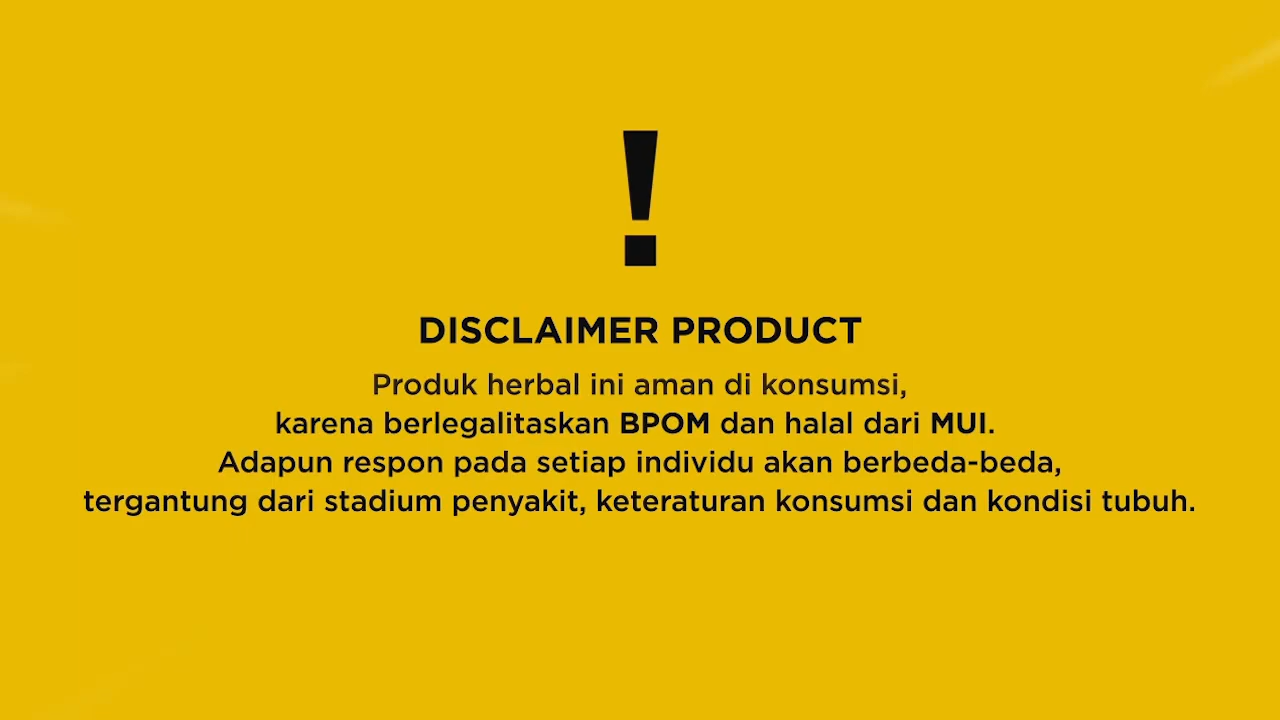 !
DISCLAIMER PRODUCT
Produk herbal ini aman di konsumsi,
karena berlegalitaskan BPOM dan halal dari MUI.
Adapun respon pada setiap individu akan berbeda-beda,
tergantung dari stadium penyakit, keteraturan konsumsi dan kondisi tubuh.